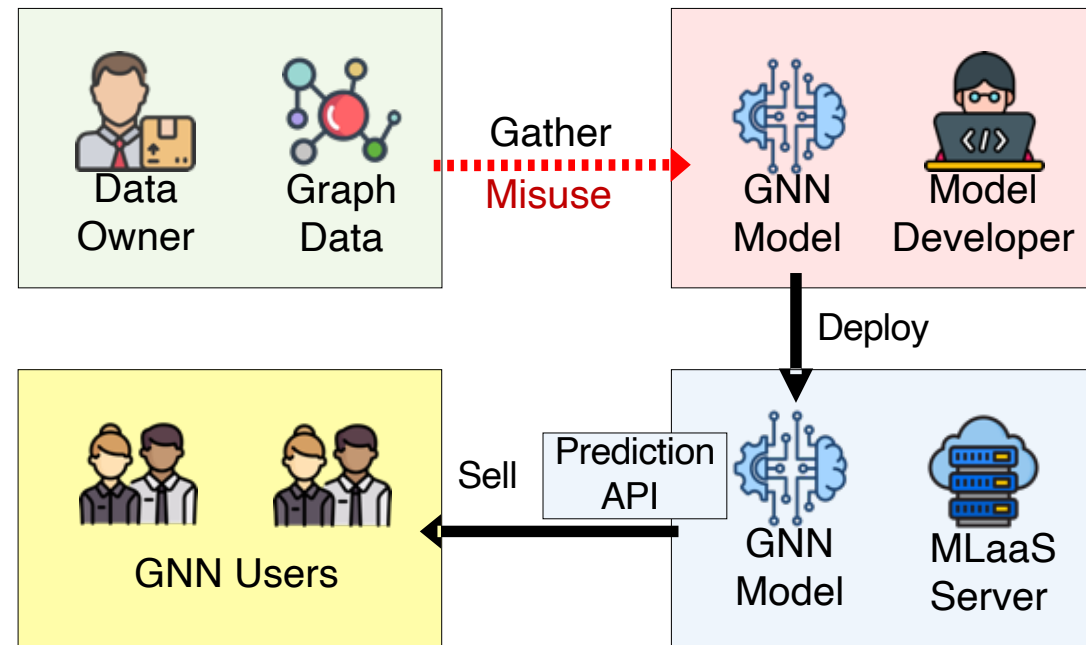 Data
Owner
Graph
Data
Gather
Misuse
GNN
Model
</>
Model
Developer
Deploy
GNN Users
Sell
Prediction
API
GNN
Model
MLaaS
Server